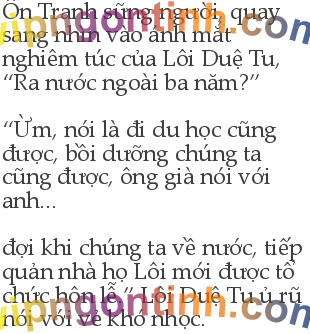 Ôn Tranh sững người, quay
sang nhìn vào ánh mắt
nghiêm túc của Lôi Duệ Tu,
“Ra nước ngoài ba năm?”
“Ừm, nói là đi du học cũng
được, bồi dưỡng chúng ta
cũng được, ông già nói với
anh...
đợi khi chúng ta về nước, tiếp
quản nhà họ Lôi mới được tổ
chức hôn lễ.” Lôi Duệ Tu ủ rũ
nói với vẻ khổ nhọc.
vipngontinh.com
vipngontinh.com